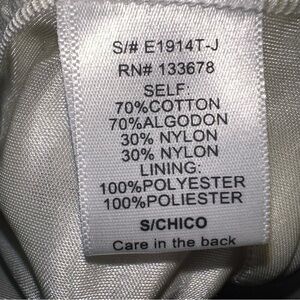 S/# E1914T-J
RN# 133678
SELF:
70%COTTON
70%ALGODON
30% NYLON
30% NYLON
LINING:
100%POLYESTER
100%POLIESTER
S/CHICO
Care in the back